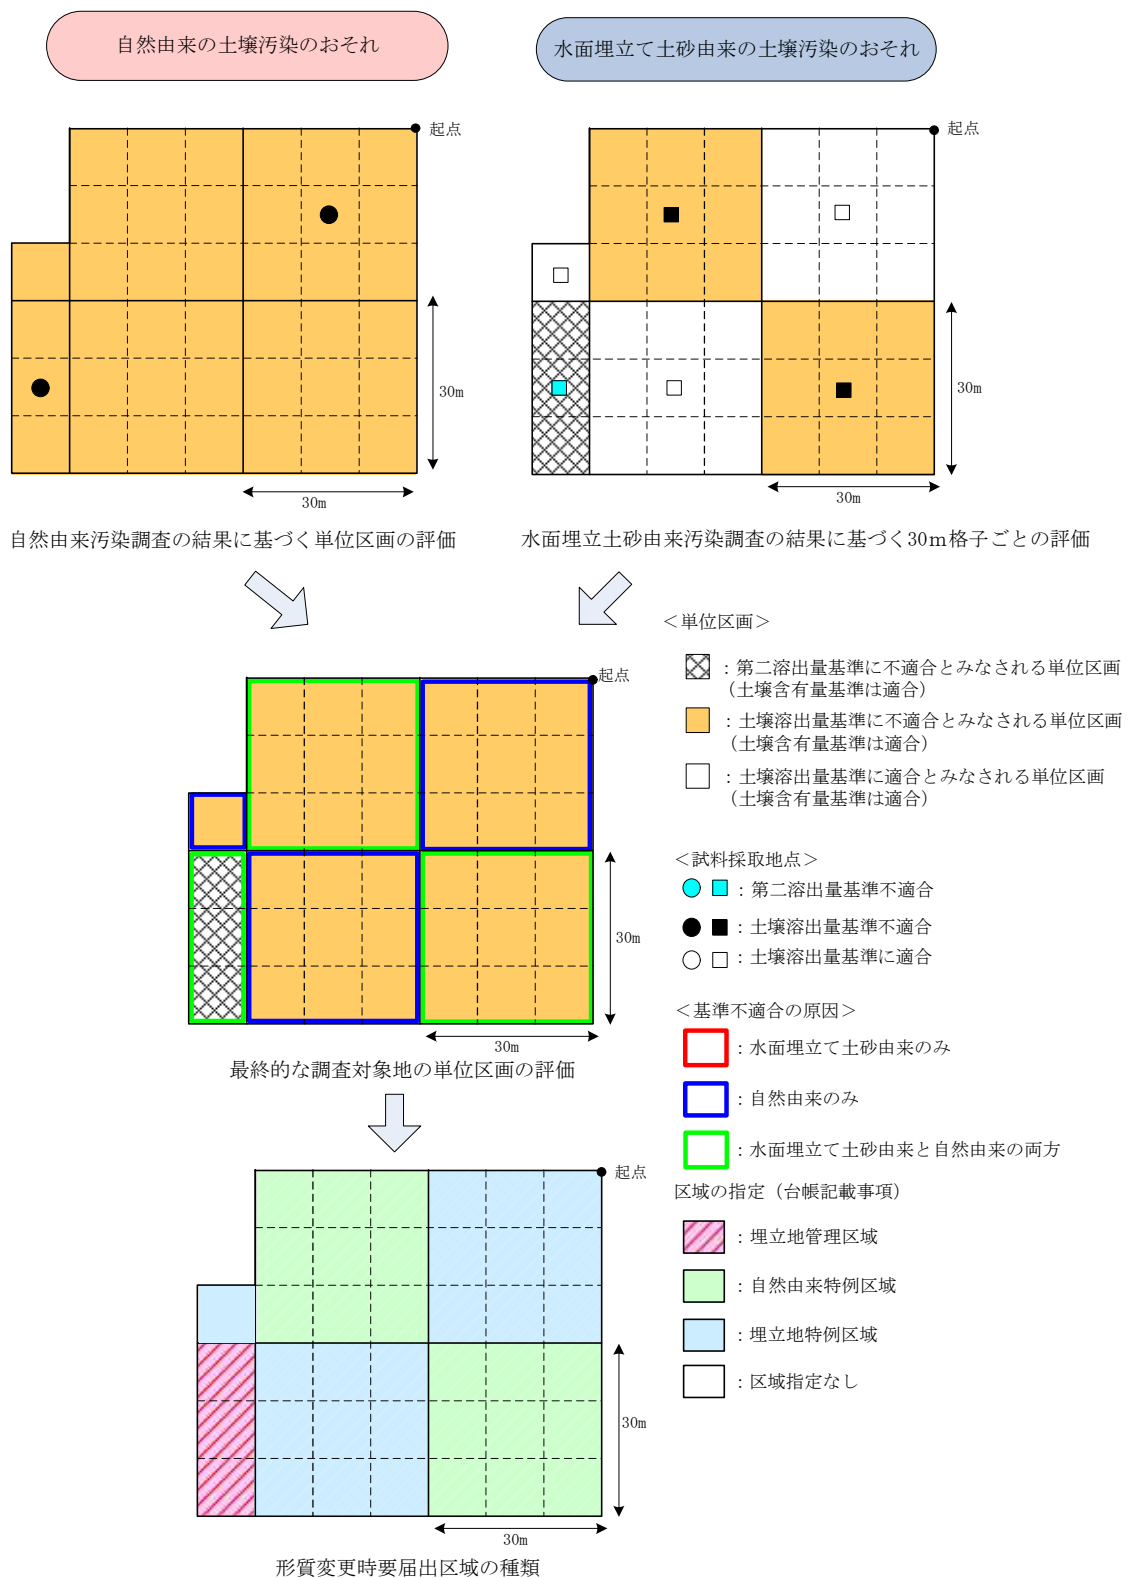 自然由来の土壌汚染のおそれ
水面埋立て土砂由来の土壌汚染のおそれ
起点
起点
30m
30m
30m
30m
自然由来汚染調査の結果に基づく単位区画の評価
水面埋立土砂由来汚染調査の結果に基づく30m格子ごとの評価
＜単位区画＞
：第二溶出量基準に不適合とみなされる単位区画
（土壌含有量基準は適合）
：土壌溶出量基準に不適合とみなされる単位区画
（土壌含有量基準は適合）
：土壌溶出量基準に適合とみなされる単位区画
（土壌含有量基準は適合）
起点
30m
30m
最終的な調査対象地の単位区画の評価
＜試料採取地点＞
：第二溶出量基準不適合
：土壌溶出量基準不適合
：土壌溶出量基準に適合
＜基準不適合の原因＞
：水面埋立て土砂由来のみ
：自然由来のみ
：水面埋立て土砂由来と自然由来の両方
区域の指定（台帳記載事項）
：埋立地管理区域
：自然由来特例区域
：埋立地特例区域
：区域指定なし
起点
30m
30m
形質変更時要届出区域の種類